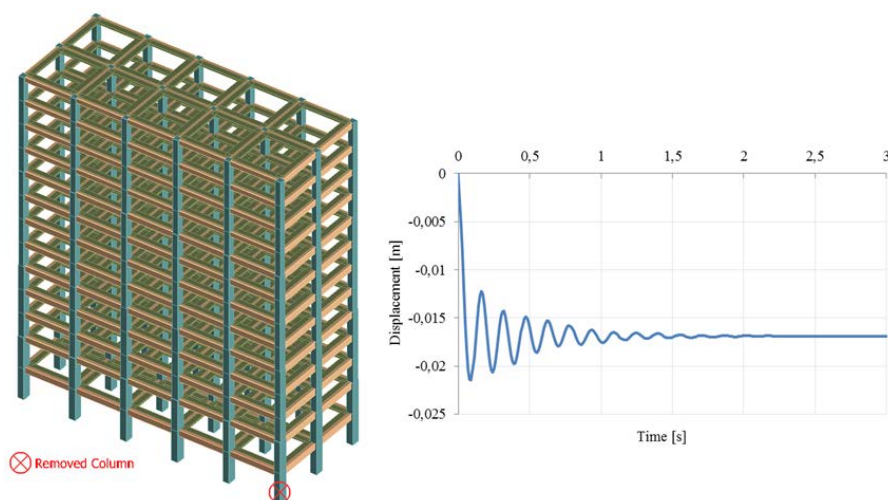 Removed Column
0 0,5 1 1,5 2 2,5 3
0
-0,005
-0,01
-0,015
-0,02
-0,025
Displacement [m]
Time [s]